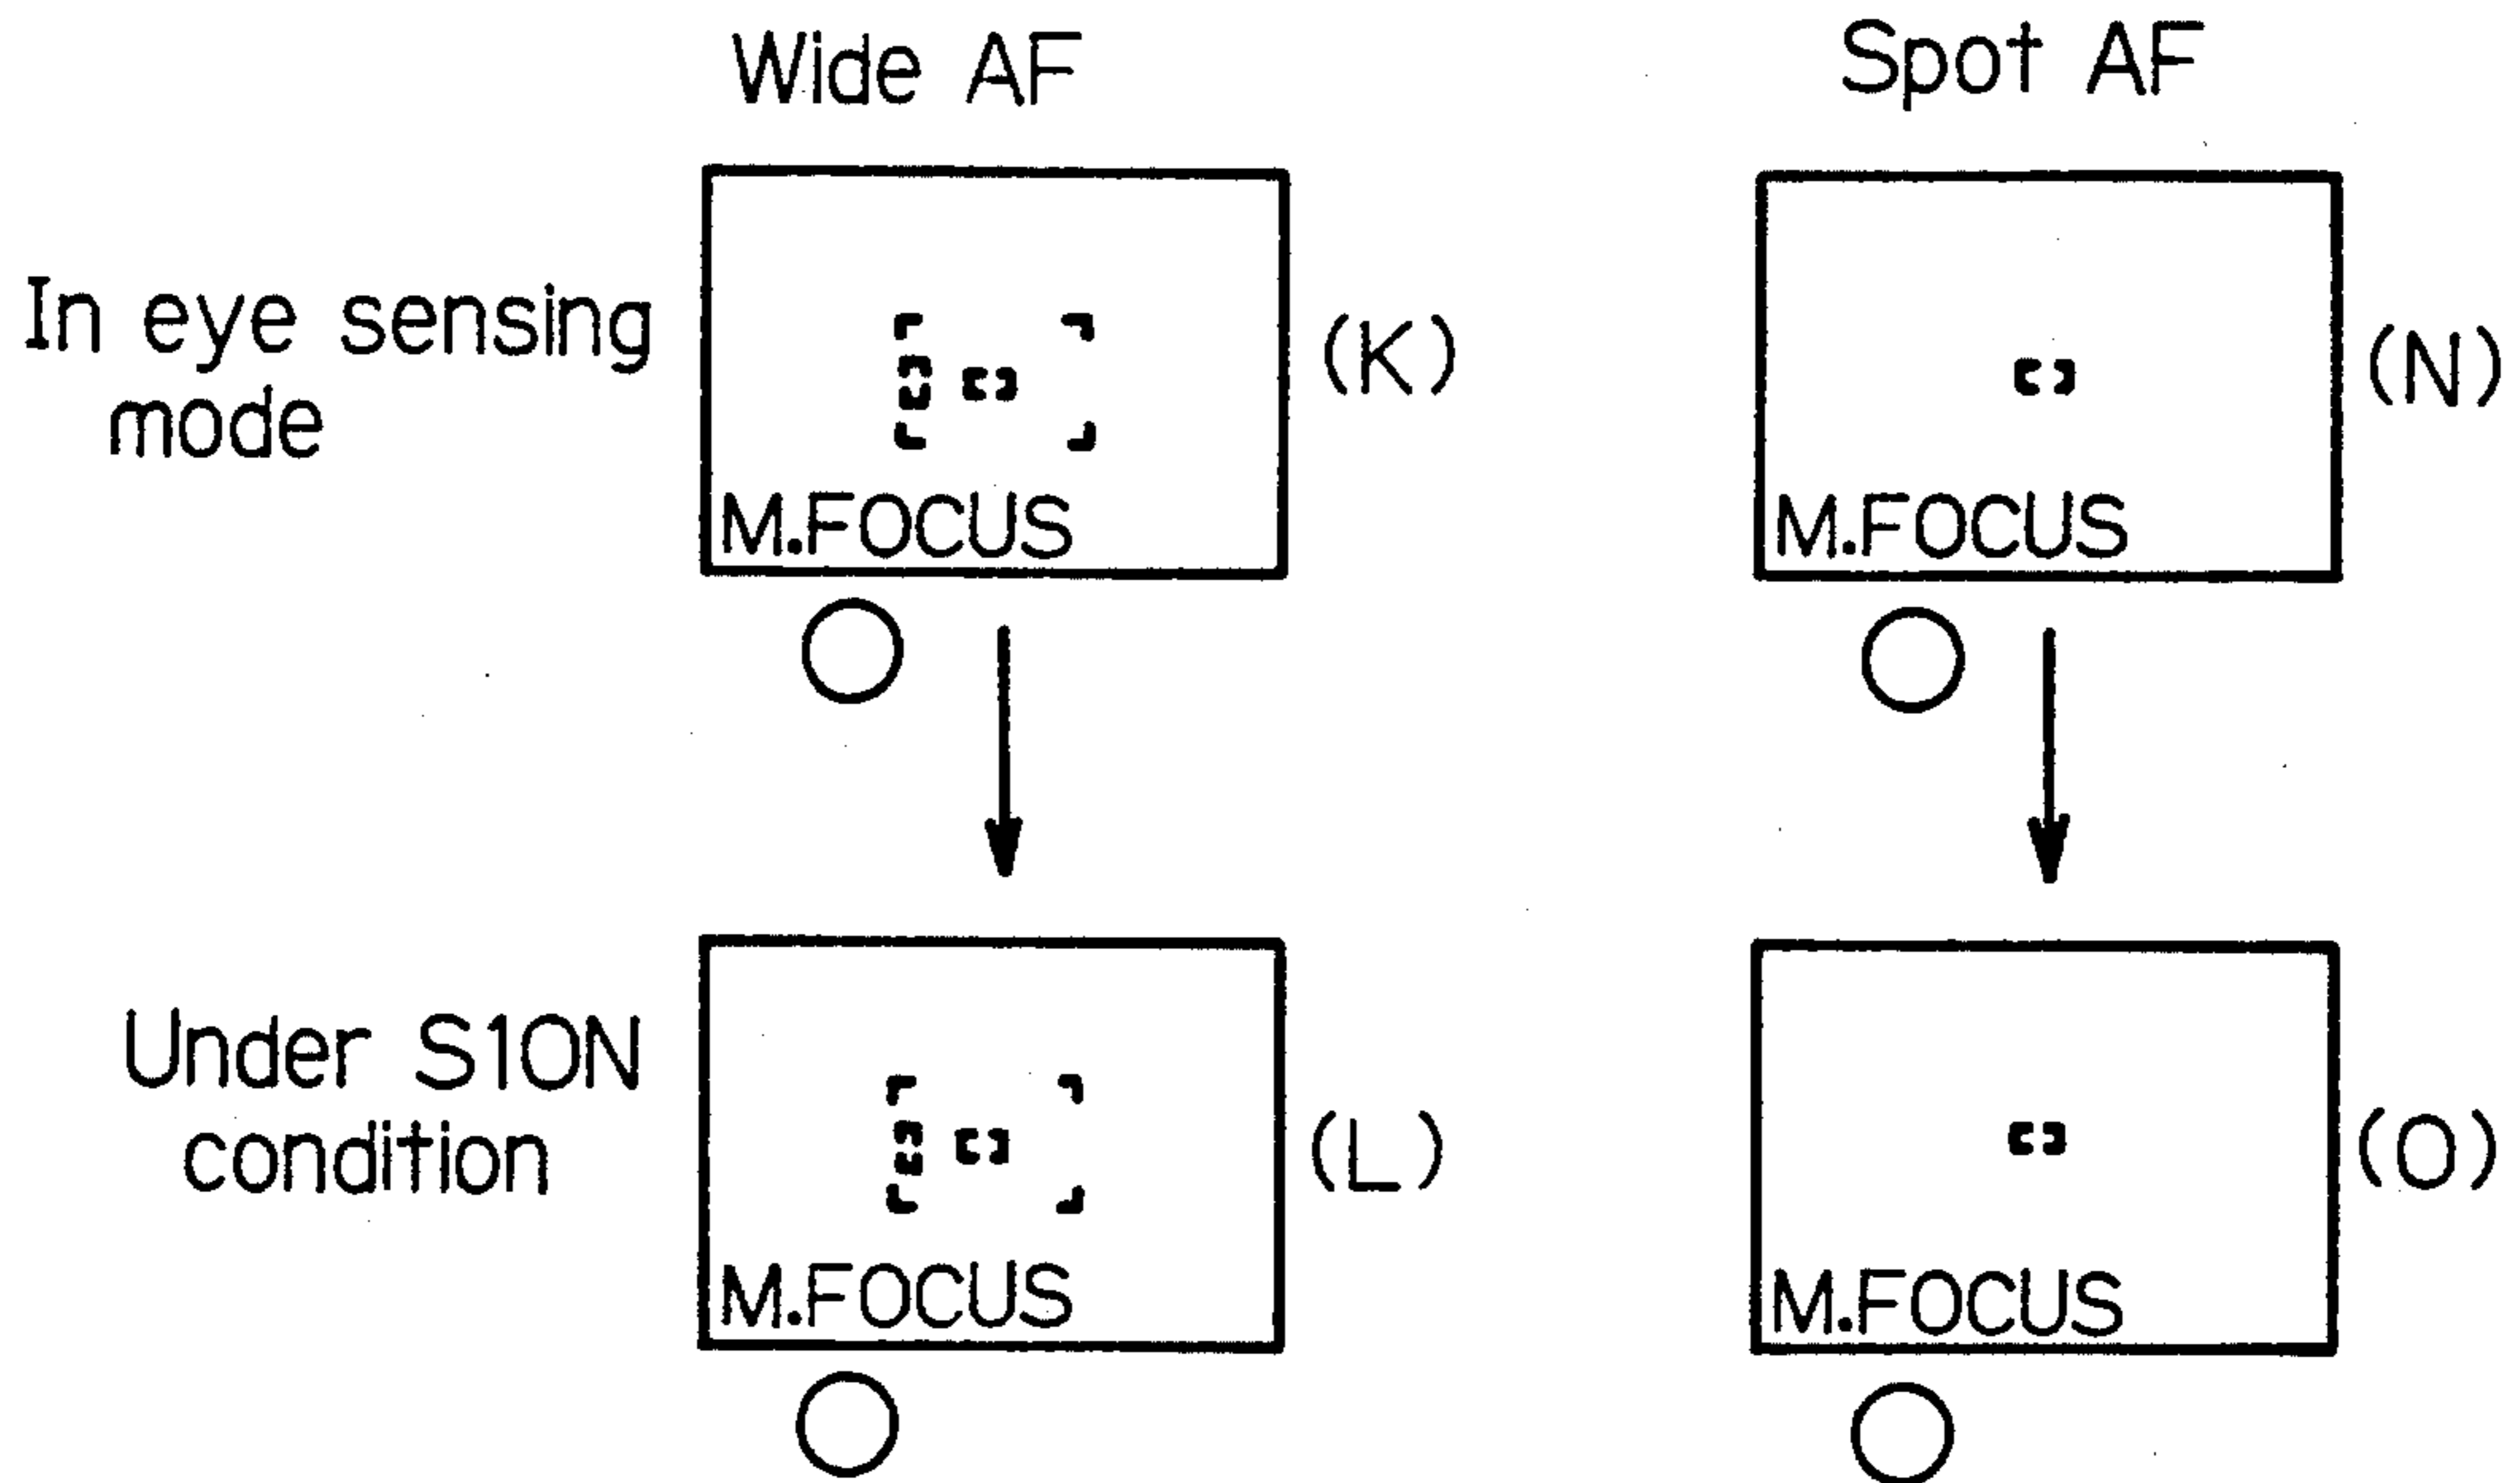 Wide AF
Spot AF
In eye sensing
mode
M.FOCUS
(K)
M.FOCUS
(N)
Under S1ON
condition
M.FOCUS
(L)
M.FOCUS
(O)